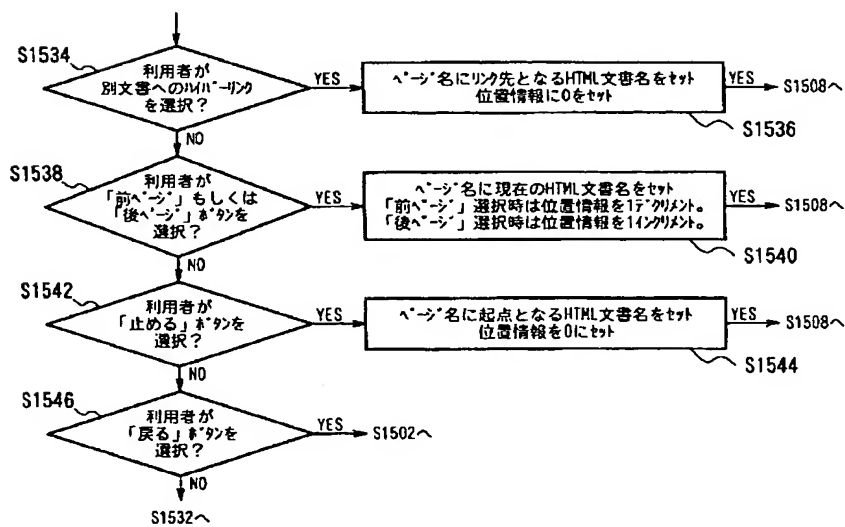 S1534
利用者が
別文書へのﾊｲﾊﾟｰﾘﾝｸ
を選択？
YES
ﾍﾟｰｼﾞ名にﾘﾝｸ先となるHTML文書名をｾｯﾄ
位置情報に0をｾｯﾄ
YES
S1508へ
S1536
NO
S1538
利用者が
「前ﾍﾟｰｼﾞ」もしくは
「後ﾍﾟｰｼﾞ」ﾎﾞﾀﾝを
選択？
YES
ﾍﾟｰｼﾞ名に現在のHTML文書名をｾｯﾄ
「前ﾍﾟｰｼﾞ」選択時は位置情報を1ﾃﾞｸﾘﾒﾝﾄ。
「後ﾍﾟｰｼﾞ」選択時は位置情報を1ｲﾝｸﾘﾒﾝﾄ。
YES
S1508へ
S1540
NO
S1542
利用者が
「止める」ﾎﾞﾀﾝを
選択？
YES
ﾍﾟｰｼﾞ名に起点となるHTML文書名をｾｯﾄ
位置情報を0にｾｯﾄ
YES
S1508へ
S1544
NO
S1546
利用者が
「戻る」ﾎﾞﾀﾝを
選択？
YES
S1502へ
NO
S1532へ